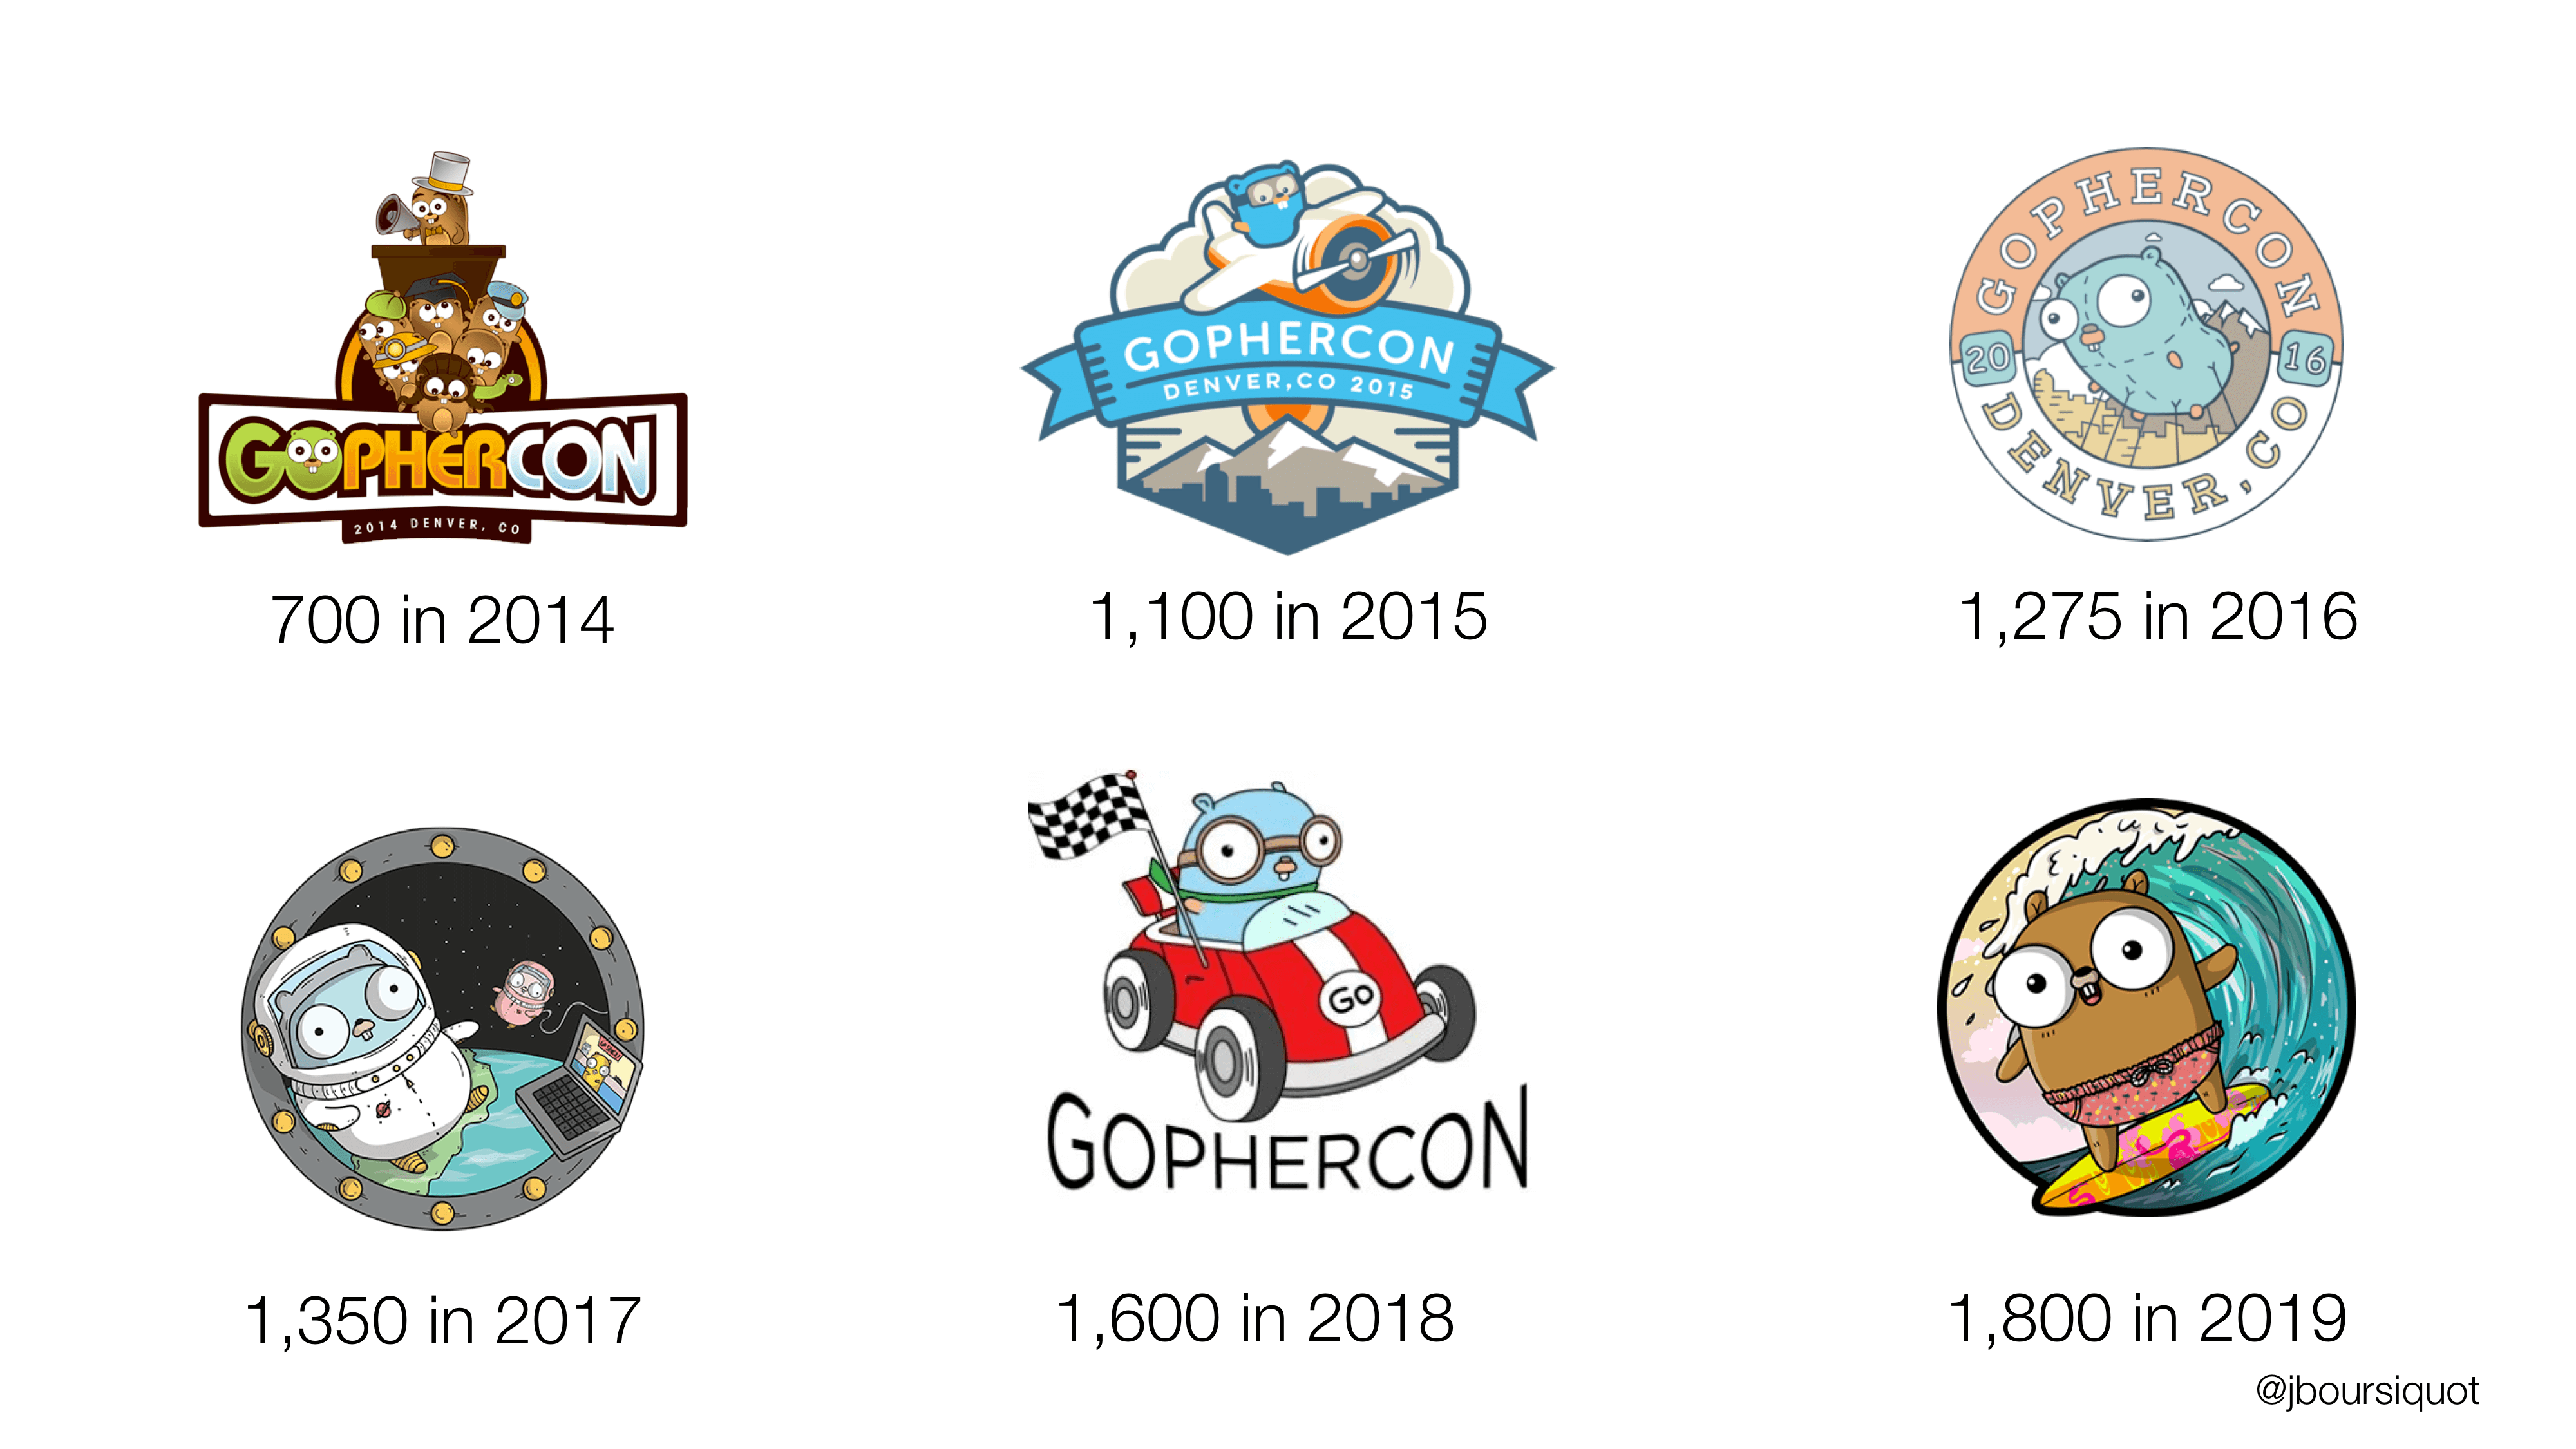 GOPHERCON
2014 DENVER, CO
700 in 2014
GOPHERCON
DENVER,CO 2015
1,100 in 2015
GOPHERCON
20 16
DENVER,CO
1,275 in 2016
1,350 in 2017
GO
GOPHERCON
1,600 in 2018
1,800 in 2019
@jboursiquot